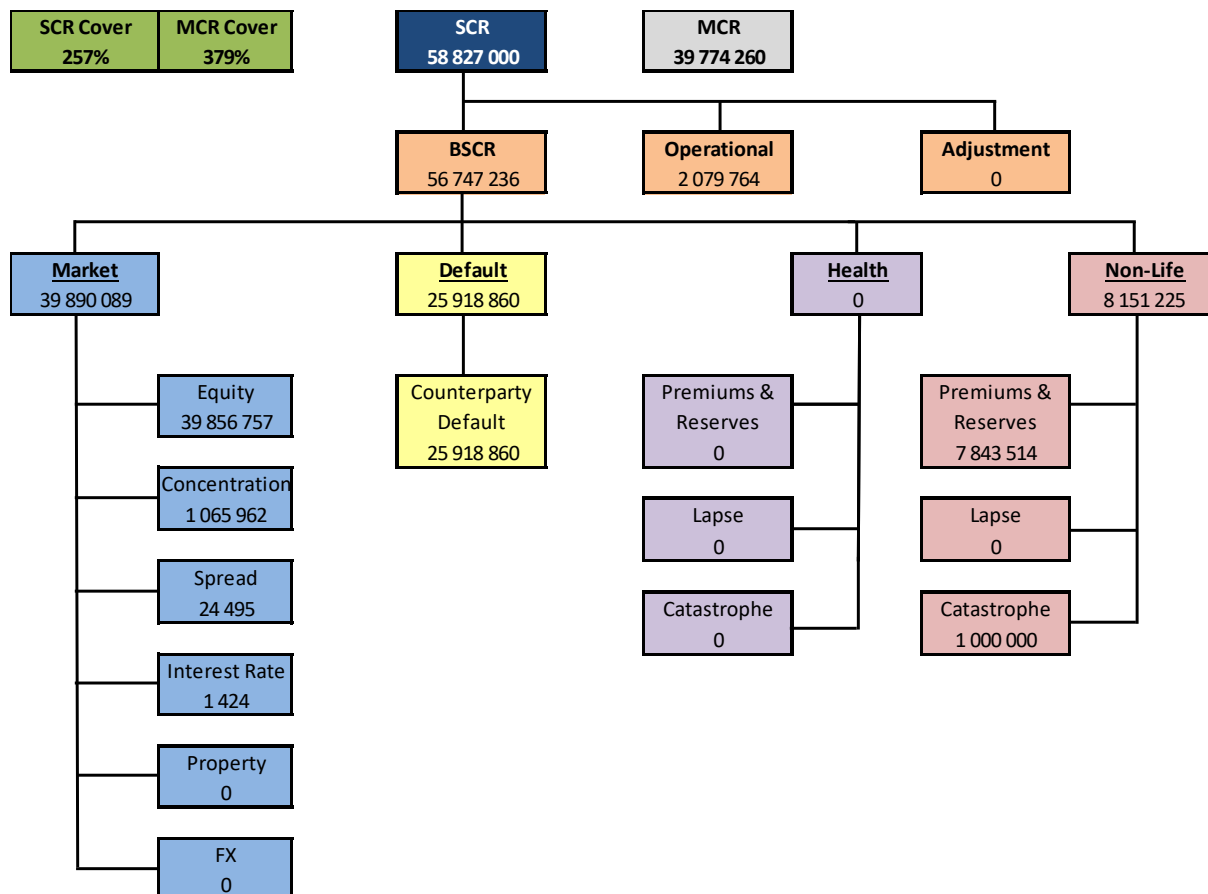 SCR Cover
257%
MCR Cover
379%
SCR
58 827 000
MCR
39 774 260
BSCR
56 747 236
Operational
2 079 764
Adjustment
0
Market
39 890 089
Default
25 918 860
Health
0
Non-Life
8 151 225
Equity
39 856 757
Concentration
1 065 962
Spread
24 495
Interest Rate
1 424
Property
0
FX
0
Counterparty
Default
25 918 860
Premiums &
Reserves
0
Lapse
0
Catastrophe
0
Premiums &
Reserves
7 843 514
Lapse
0
Catastrophe
1 000 000